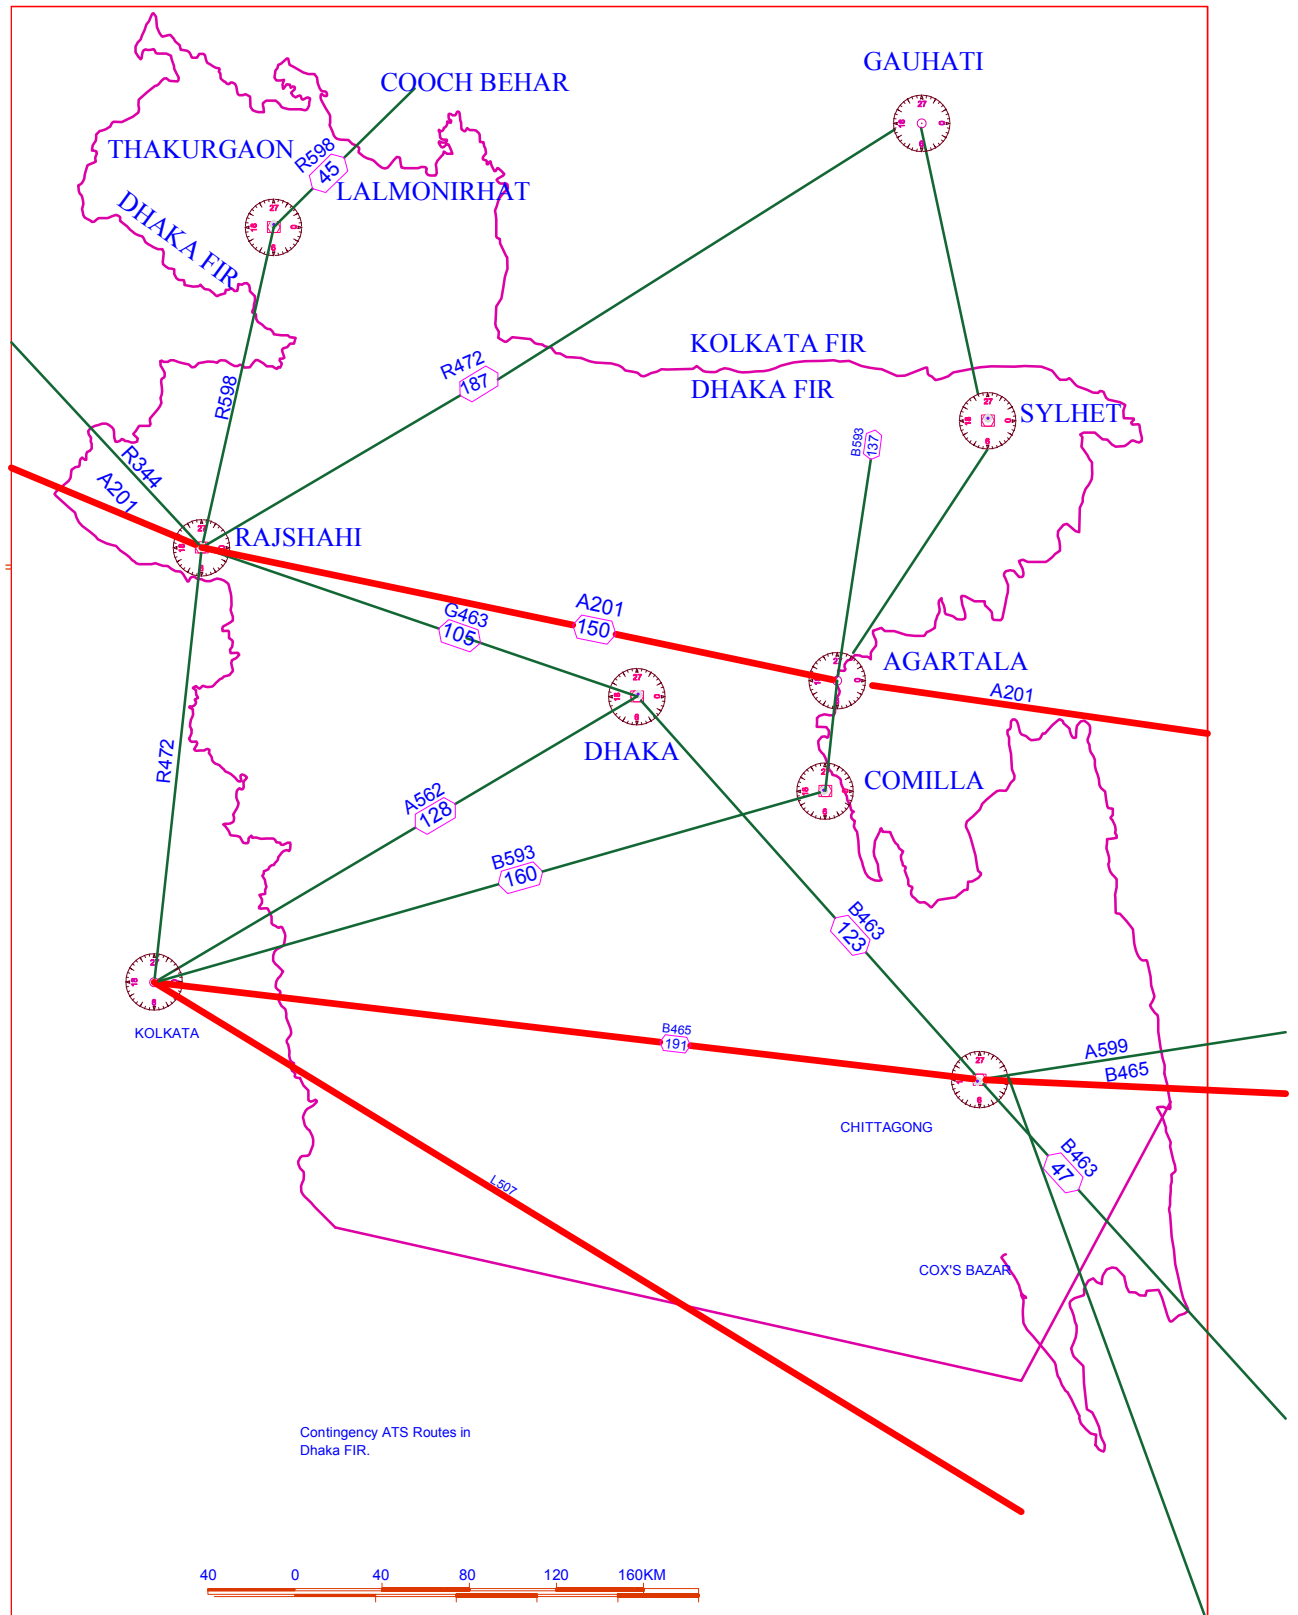 GAUHATI
COOCH BEHAR
THAKURGAON
R598
45
LALMONIRHAT
DHAKA FIR
KOLKATA FIR
DHAKA FIR
R472
187
R598
SYLHET
B593
137
R344
A201
RAJSHAHI
A201
150
G463
105
AGARTALA
A201
DHAKA
R472
COMILLA
A562
128
B593
160
B463
123
KOLKATA
B465
191
A599
B465
CHITTAGONG
B463
47
L507
COX'S BAZAR
Contingency ATS Routes in
Dhaka FIR.
40 0 40 80 120 160KM